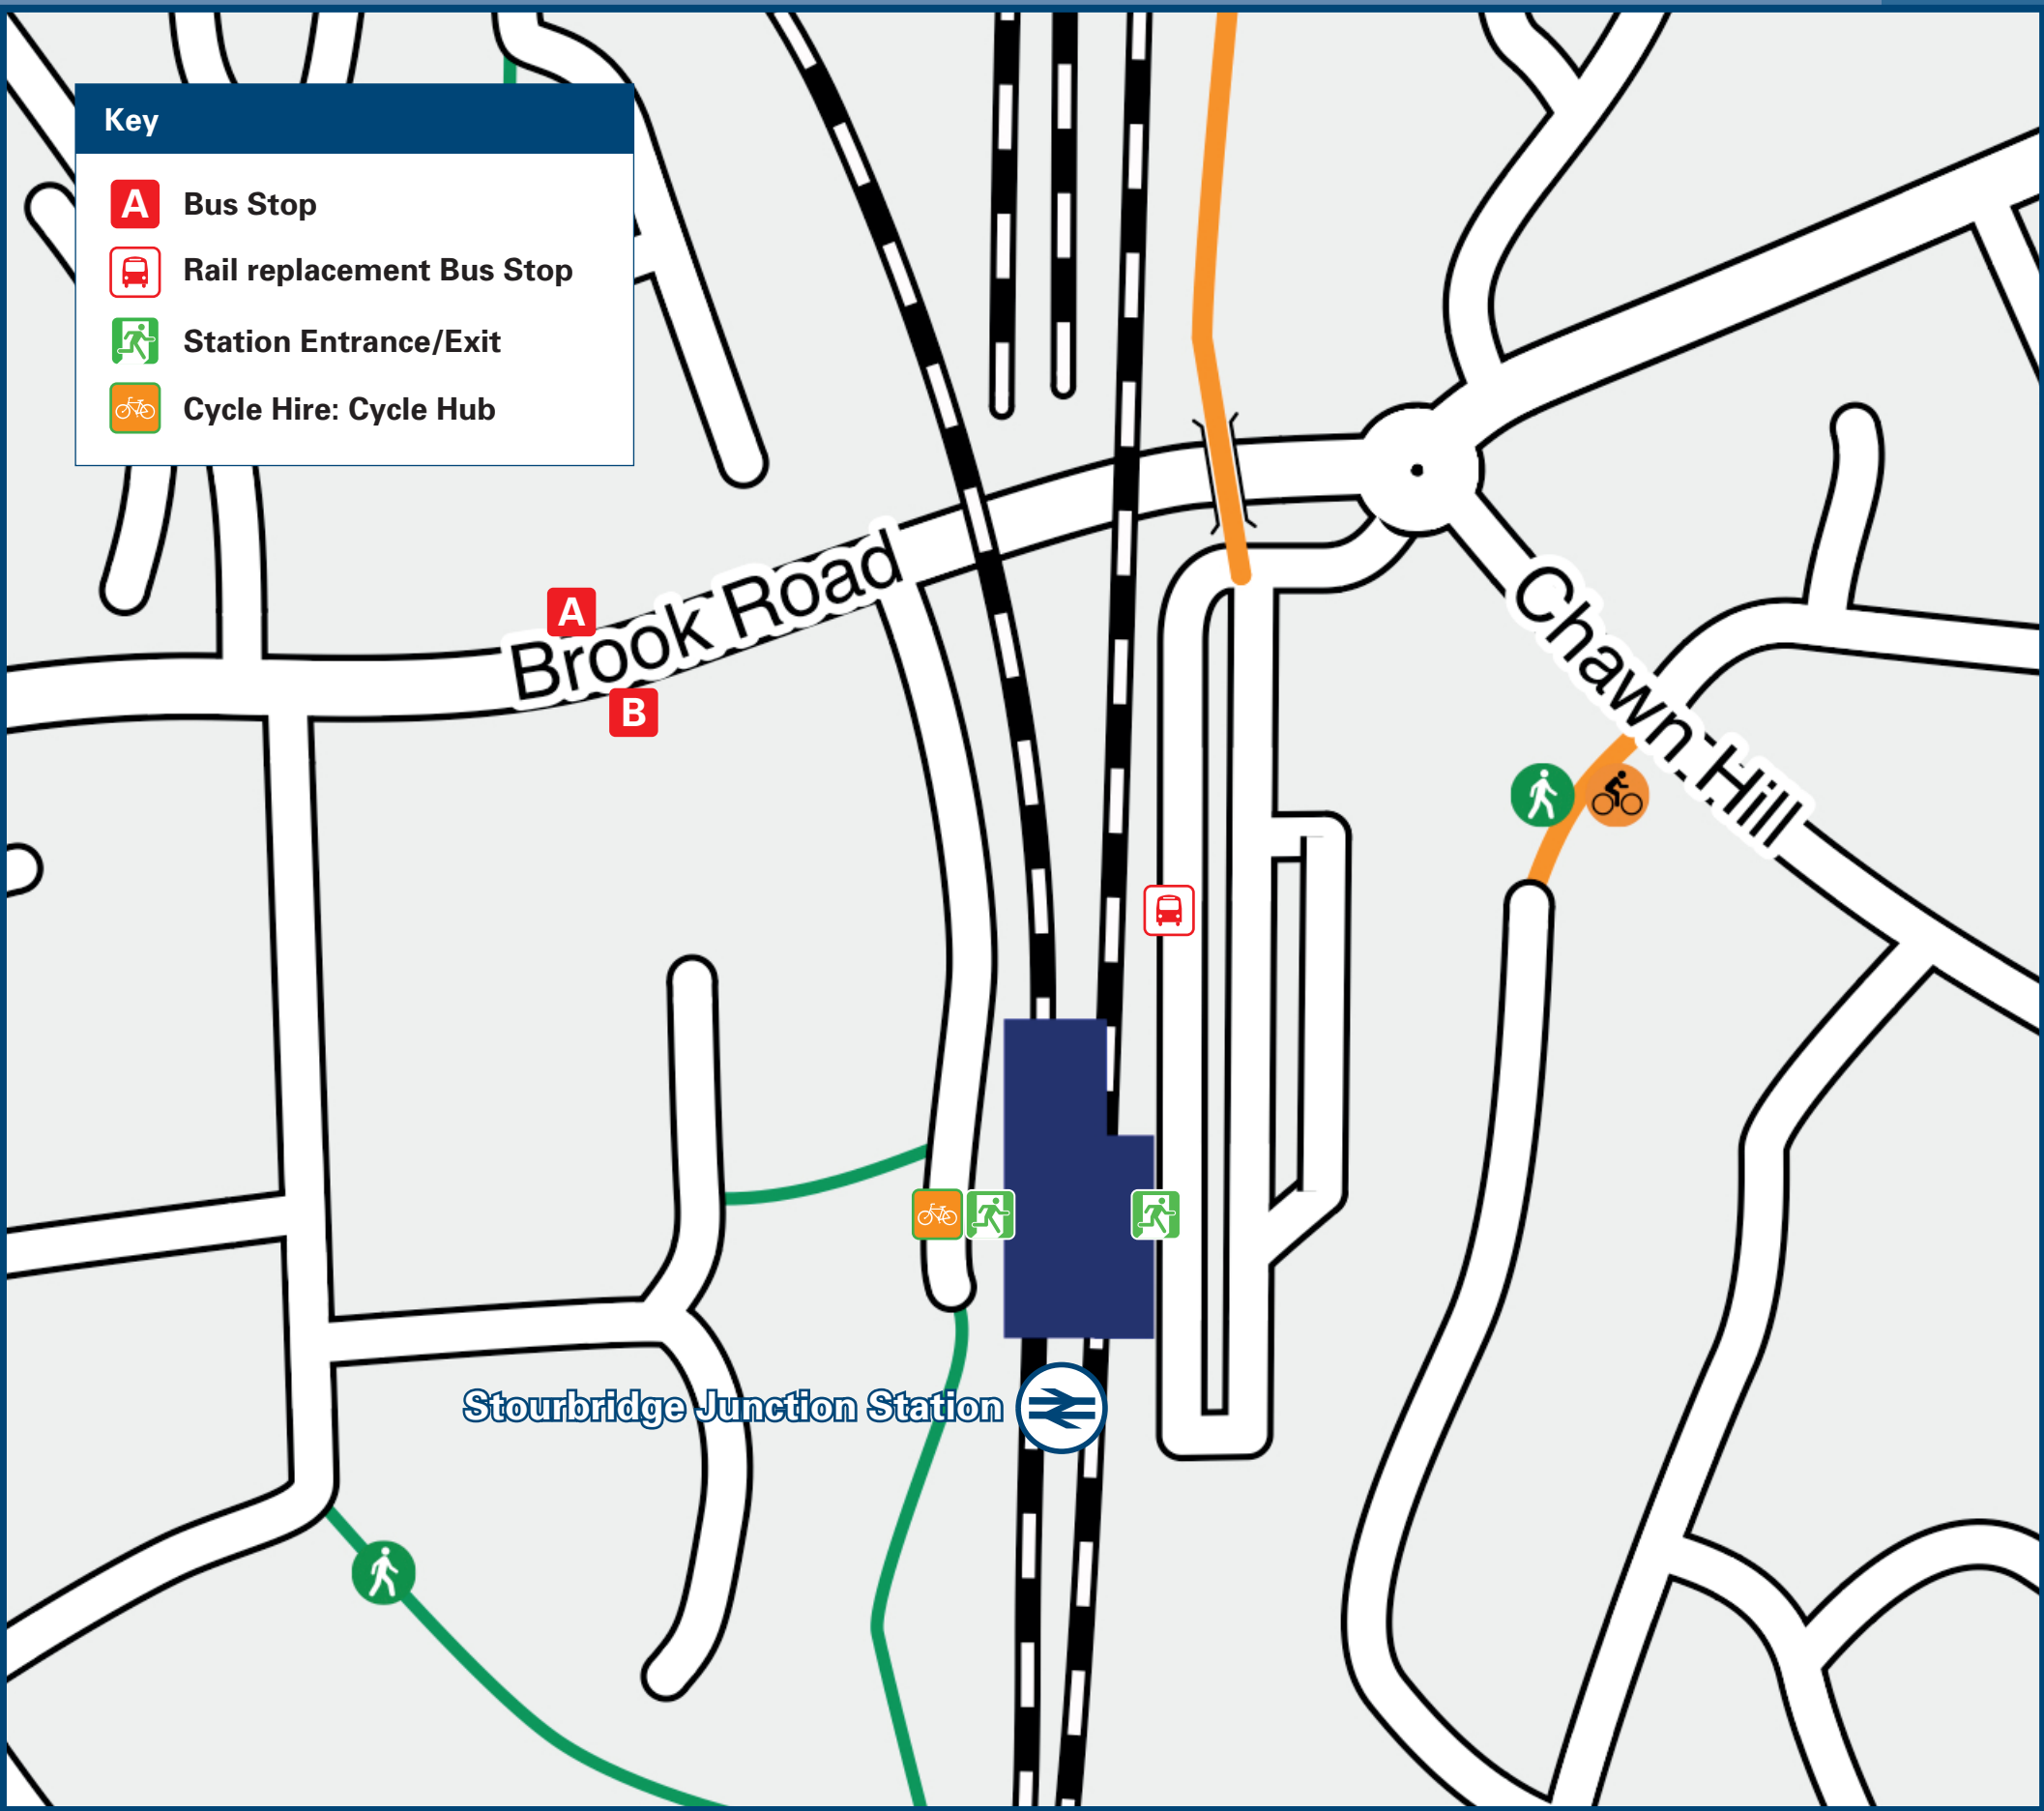 Key
A Bus Stop
Rail replacement Bus Stop
Station Entrance/Exit
Cycle Hire: Cycle Hub
A
Brook Road
B
Chawn Hill
Stourbridge Junction Station